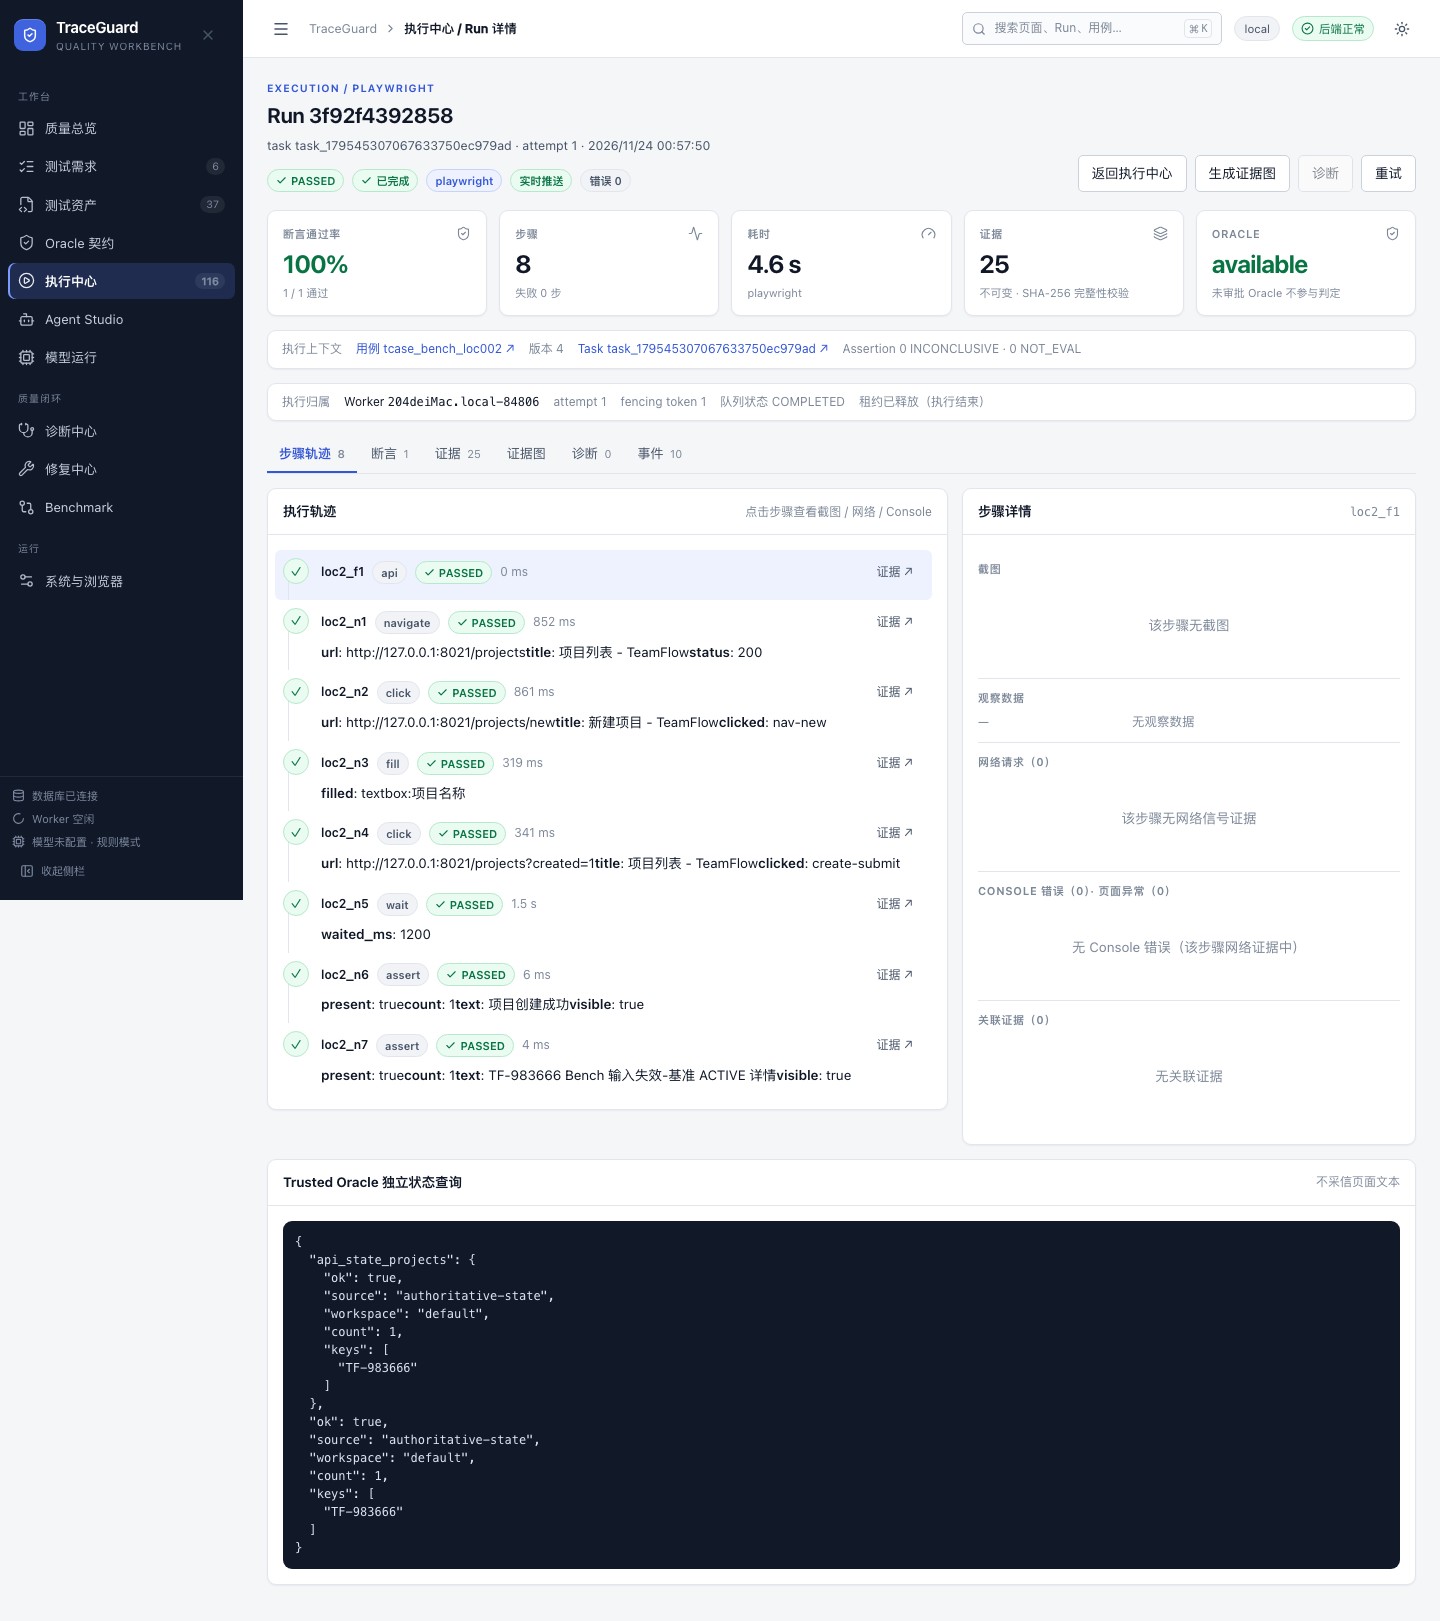 TraceGuard
QUALITY WORKBENCH
工作台
质量总览
测试需求 6
测试资产 37
Oracle 契约
执行中心 116
Agent Studio
模型运行
质量闭环
诊断中心
修复中心
Benchmark
运行
系统与浏览器
数据库已连接
Worker 空闲
模型未配置 · 规则模式
收起侧栏
TraceGuard > 执行中心 / Run 详情
搜索页面、Run、用例... ⌘ K
local
后端正常
EXECUTION / PLAYWRIGHT
Run 3f92f4392858
task task_179545307067633750ec979ad · attempt 1 · 2026/11/24 00:57:50
PASSED 已完成 playwright 实时推送 错误 0
返回执行中心 生成证据图 诊断 重试
断言通过率
100%
1 / 1 通过
步骤
8
失败 0 步
耗时
4.6 s
playwright
证据
25
不可变 · SHA-256 完整性校验
ORACLE
available
未审批 Oracle 不参与判定
执行上下文 用例 tcase_bench_loc002 ↗ 版本 4 Task task_179545307067633750ec979ad ↗ Assertion 0 INCONCLUSIVE · 0 NOT_EVAL
执行归属 Worker 204deiMac.local-84806 attempt 1 fencing token 1 队列状态 COMPLETED 租约已释放（执行结束）
步骤轨迹 8 断言 1 证据 25 证据图 诊断 0 事件 10
执行轨迹 点击步骤查看截图 / 网络 / Console
loc2_f1 api PASSED 0 ms 证据 ↗
loc2_n1 navigate PASSED 852 ms 证据 ↗
url: http://127.0.0.1:8021/projectstitle: 项目列表 - TeamFlowstatus: 200
loc2_n2 click PASSED 861 ms 证据 ↗
url: http://127.0.0.1:8021/projects/newtitle: 新建项目 - TeamFlowclicked: nav-new
loc2_n3 fill PASSED 319 ms 证据 ↗
filled: textbox:项目名称
loc2_n4 click PASSED 341 ms 证据 ↗
url: http://127.0.0.1:8021/projects?created=1title: 项目列表 - TeamFlowclicked: create-submit
loc2_n5 wait PASSED 1.5 s 证据 ↗
waited_ms: 1200
loc2_n6 assert PASSED 6 ms 证据 ↗
present: truecount: 1text: 项目创建成功visible: true
loc2_n7 assert PASSED 4 ms 证据 ↗
present: truecount: 1text: TF-983666 Bench 输入失效-基准 ACTIVE 详情visible: true
步骤详情 loc2_f1
截图
该步骤无截图
观察数据
— 无观察数据
网络请求（0）
该步骤无网络信号证据
CONSOLE 错误（0）· 页面异常（0）
无 Console 错误（该步骤网络证据中）
关联证据（0）
无关联证据
Trusted Oracle 独立状态查询 不采信页面文本
{
"api_state_projects": {
"ok": true,
"source": "authoritative-state",
"workspace": "default",
"count": 1,
"keys": [
"TF-983666"
]
},
"ok": true,
"source": "authoritative-state",
"workspace": "default",
"count": 1,
"keys": [
"TF-983666"
]
}